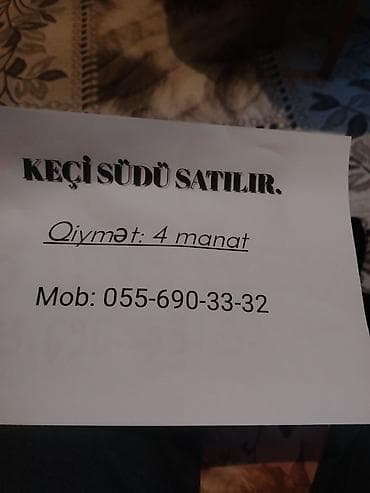 KEÇİ SÜDÜ SATILIR.
Qiymət: 4 manat
Mob: 055-690-33-32